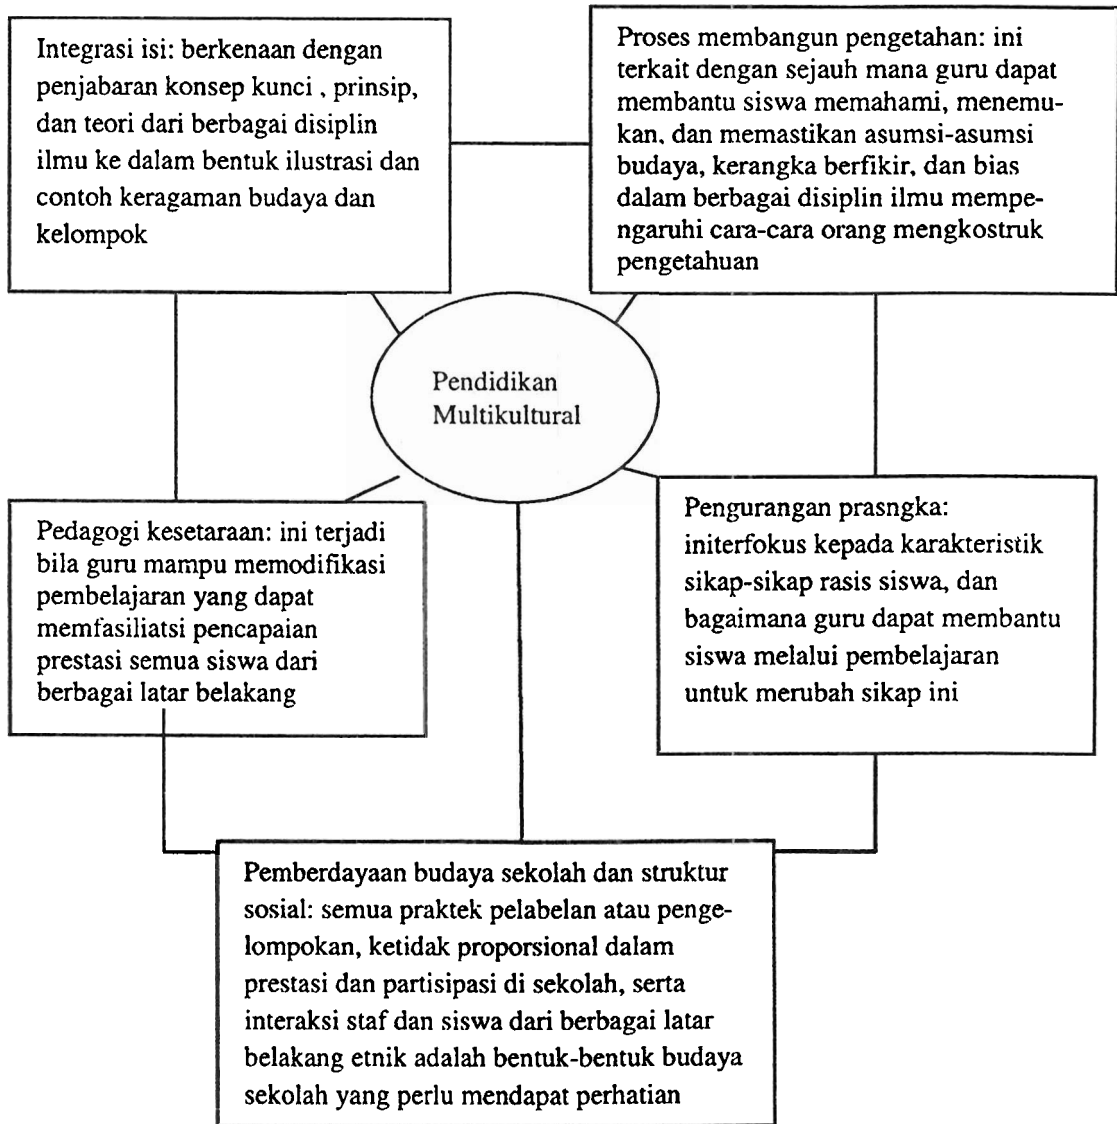 Integrasi isi: berkenaan dengan
penjabaran konsep kunci , prinsip,
dan teori dari berbagai disiplin
ilmu ke dalam bentuk ilustrasi dan
contoh keragaman budaya dan
kelompok
Proses membangun pengetahan: ini
terkait dengan sejauh mana guru dapat
membantu siswa memahami, menemu-
kan, dan memastikan asumsi-asumsi
budaya, kerangka berfikir, dan bias
dalam berbagai disiplin ilmu mempe-
ngaruhi cara-cara orang mengkostruk
pengetahuan
Pendidikan
Multikultural
Pedagogi kesetaraan: ini terjadi
bila guru mampu memodifikasi
pembelajaran yang dapat
memfasiliatsi pencapaian
prestasi semua siswa dari
berbagai latar belakang
Pengurangan prasngka:
initerfokus kepada karakteristik
sikap-sikap rasis siswa, dan
bagaimana guru dapat membantu
siswa melalui pembelajaran
untuk merubah sikap ini
Pemberdayaan budaya sekolah dan struktur
sosial: semua praktek pelabelan atau penge-
lompokan, ketidak proporsional dalam
prestasi dan partisipasi di sekolah, serta
interaksi staf dan siswa dari berbagai latar
belakang etnik adalah bentuk-bentuk budaya
sekolah yang perlu mendapat perhatian